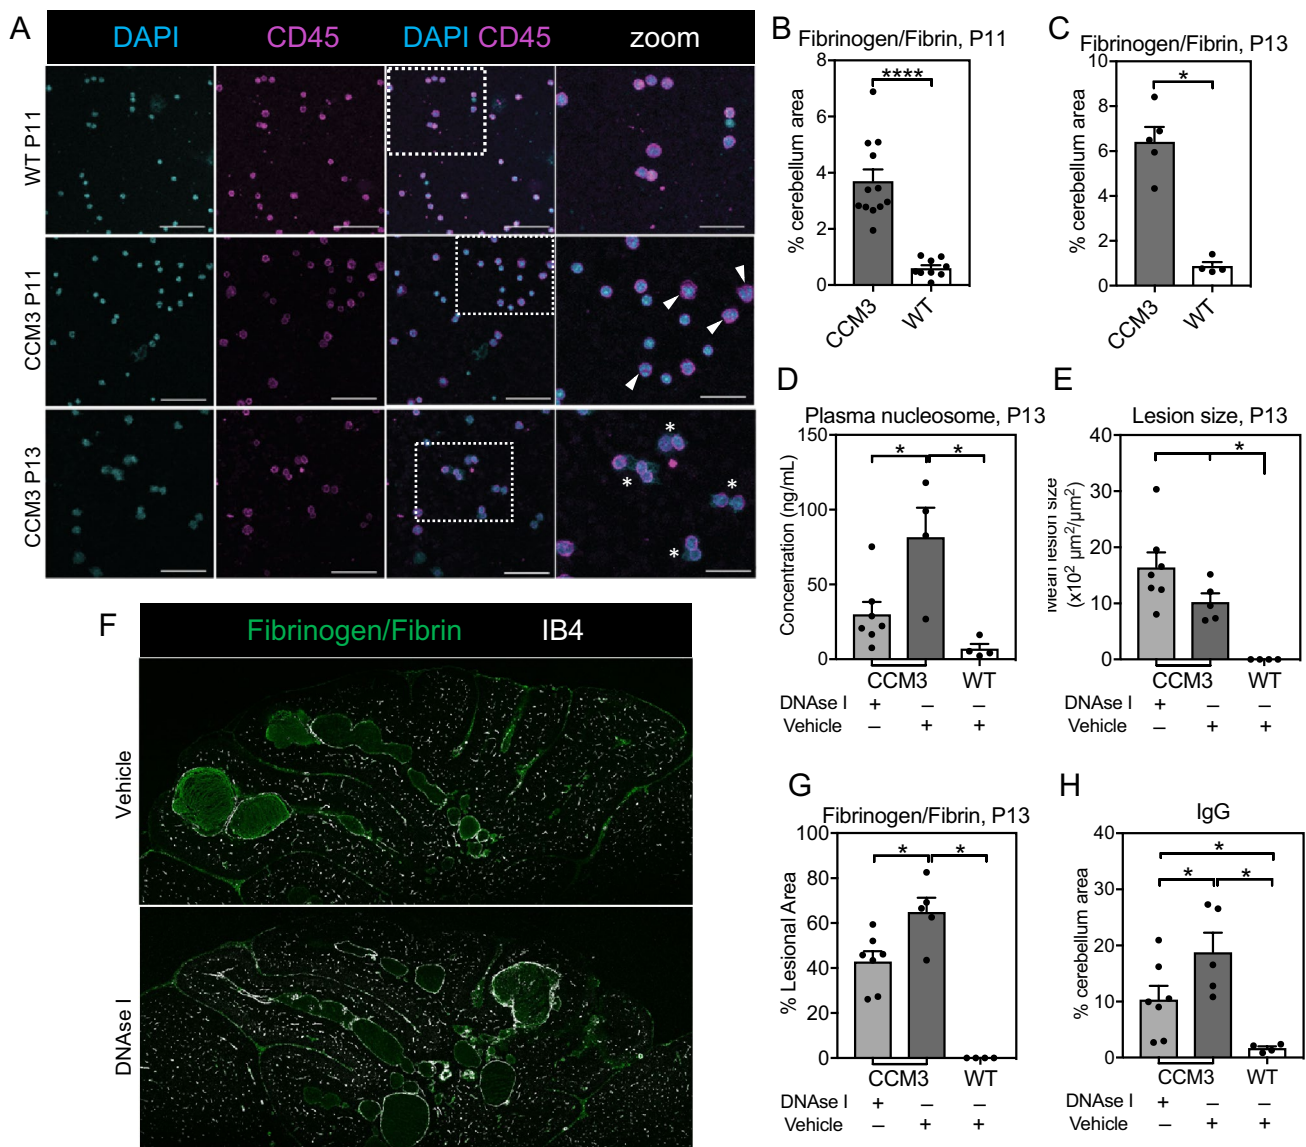 A
DAPI CD45 DAPI CD45 zoom
WT P11
CCM3 P11
CCM3 P13
*
*
*
*
B
Fibrinogen/Fibrin, P11
% cerebellum area
8
6
4
2
0
****
CCM3 WT
C
Fibrinogen/Fibrin, P13
% cerebellum area
10
8
6
4
2
0
*
CCM3 WT
D
Plasma nucleosome, P13
Concentration (ng/mL)
150
100
50
0
* *
CCM3 WT
DNAse I + – –
Vehicle – + +
E
Lesion size, P13
Mean lesion size
(x10² µm²/µm²)
40
30
20
10
0
*
CCM3 WT
DNAse I + – –
Vehicle – + +
F
Fibrinogen/Fibrin IB4
Vehicle
DNAse I
G
Fibrinogen/Fibrin, P13
% Lesional Area
100
80
60
40
20
0
* *
CCM3 WT
DNAse I + – –
Vehicle – + +
H
IgG
% cerebellum area
40
30
20
10
0
*
* *
CCM3 WT
DNAse I + – –
Vehicle – + +